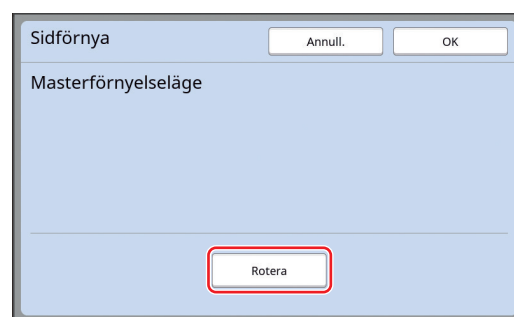 Sidförnya
Annull.
OK
Masterförnyelseläge
Rotera